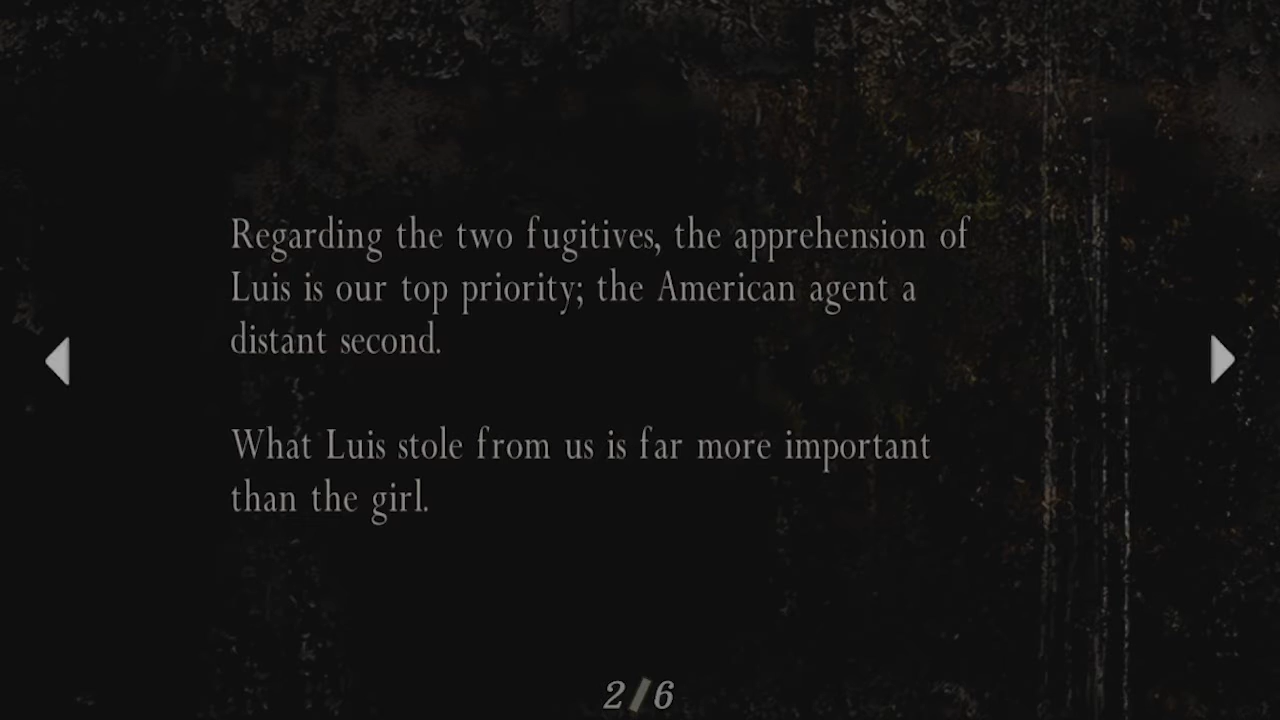 Regarding the two fugitives, the apprehension of
Luis is our top priority; the American agent a
distant second.
What Luis stole from us is far more important
than the girl.
2/6